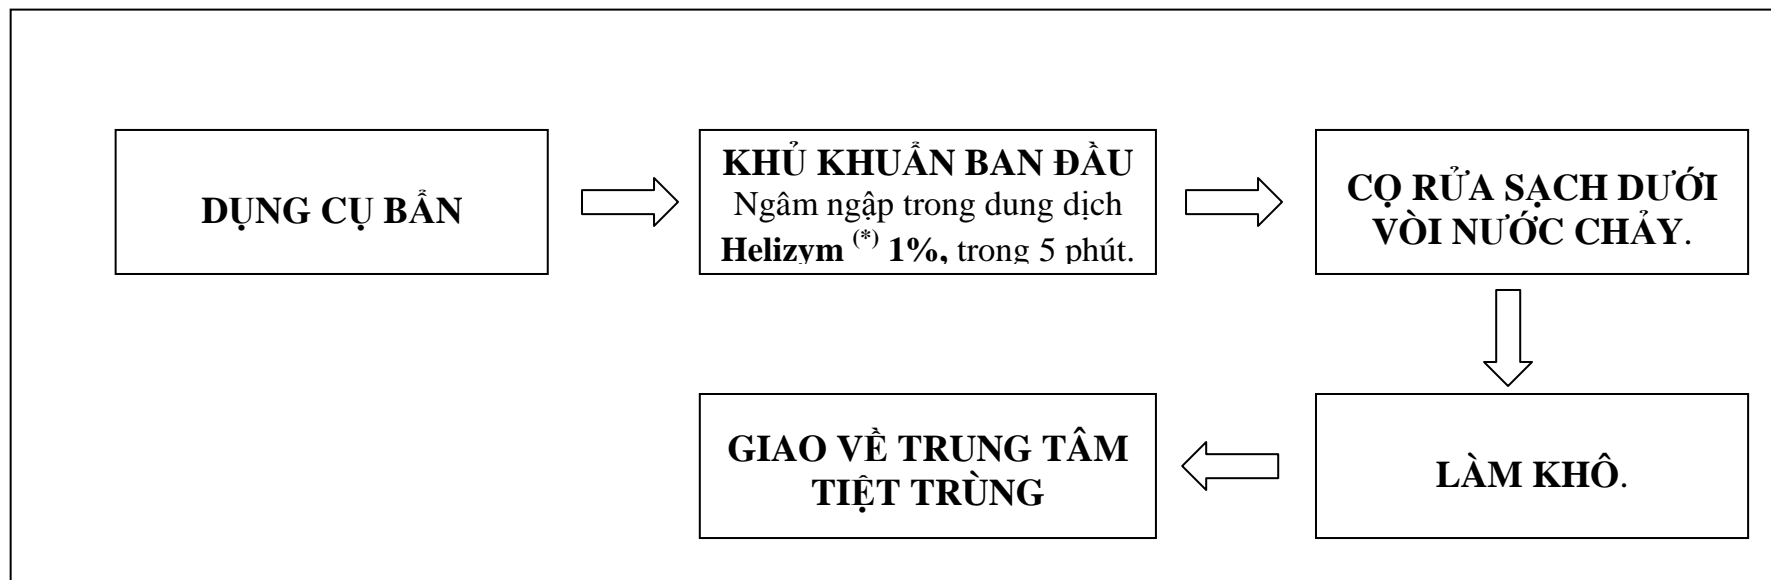 DỤNG CỤ BẨN
KHỦ KHUẨN BAN ĐẦU
Ngâm ngập trong dung dịch
Helizym (*) 1%, trong 5 phút.
CỌ RỬA SẠCH DƯỚI
VÒI NƯỚC CHẢY.
LÀM KHÔ.
GIAO VỀ TRUNG TÂM
TIỆT TRÙNG